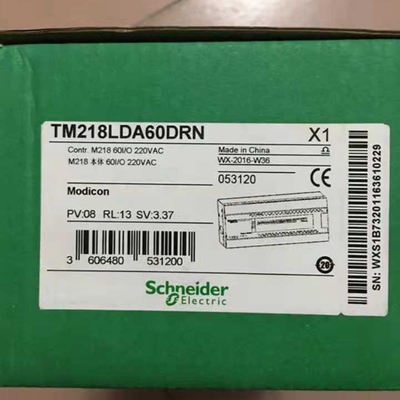 TM218LDA60DRN X1
Contr. M218 60I/O 220VAC
M218 本体 60I/O 220VAC
Made in China
WX-2016-W36
053120
CE
Modicon
PV:08 RL:13 SV:3.37
3 606480 531200
20
Schneider
Electric
SN: WXS1B73201163610229